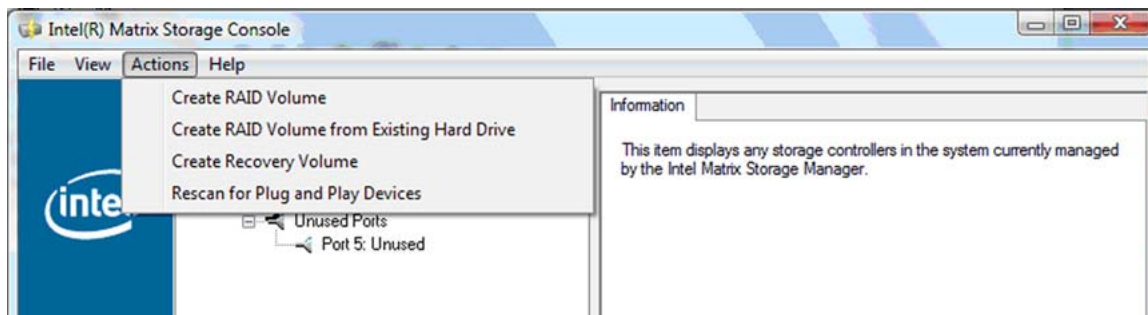 Intel(R) Matrix Storage Console
File View Actions Help
Create RAID Volume
Create RAID Volume from Existing Hard Drive
Create Recovery Volume
Rescan for Plug and Play Devices
Unused Ports
Port 5: Unused
Information
This item displays any storage controllers in the system currently managed
by the Intel Matrix Storage Manager.